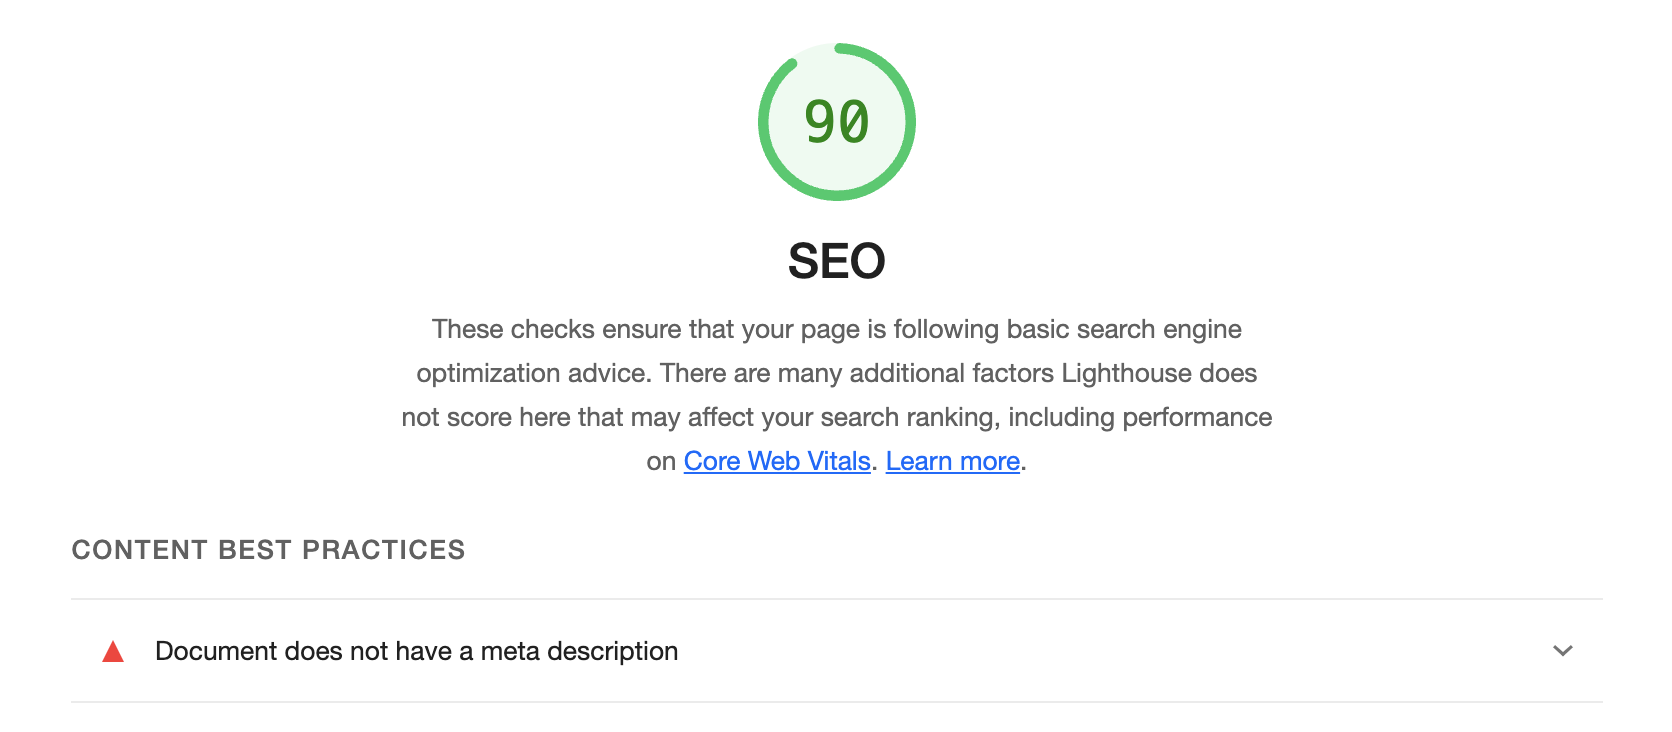 90
SEO
These checks ensure that your page is following basic search engine
optimization advice. There are many additional factors Lighthouse does
not score here that may affect your search ranking, including performance
on Core Web Vitals. Learn more.
CONTENT BEST PRACTICES
Document does not have a meta description